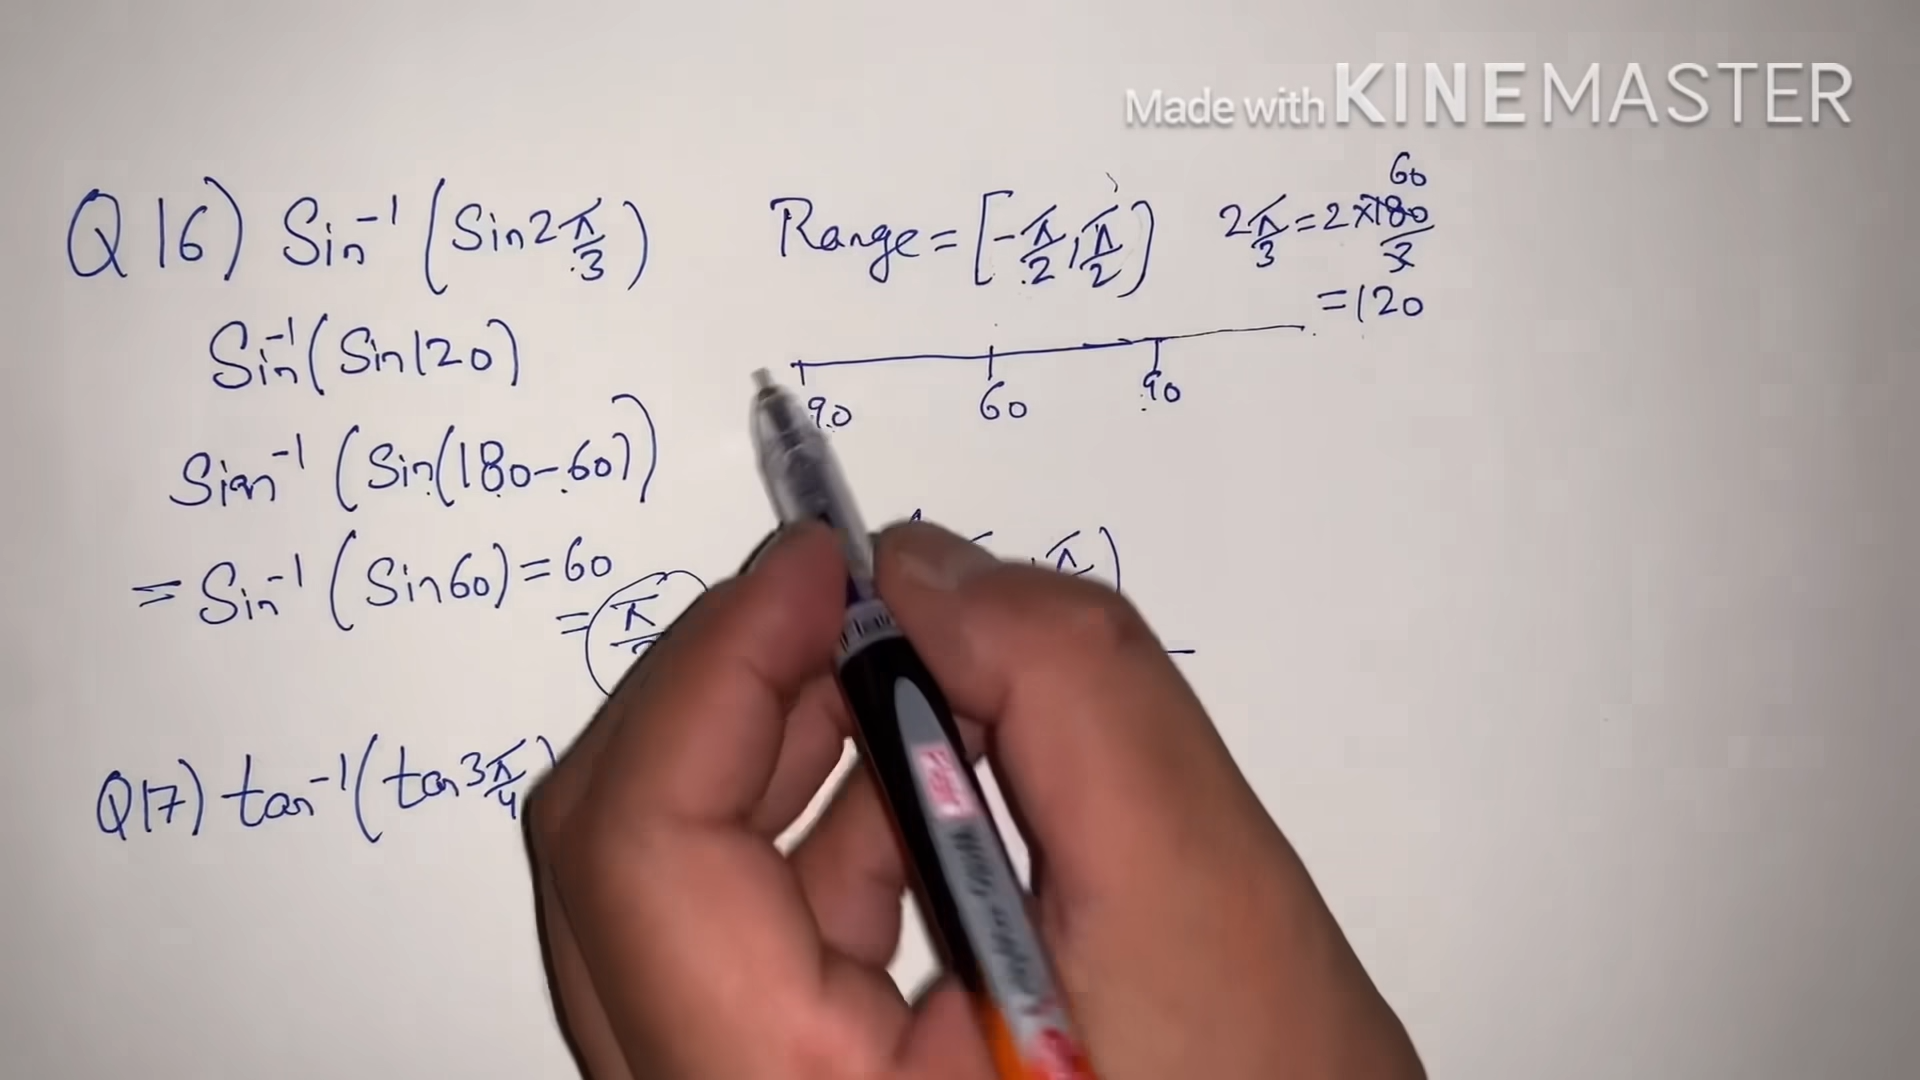 Made with KINEMASTER
Q 16) Sin⁻¹ (Sin 2π/3)
Range = [-π/2, π/2)
2π/3 = 2×180/3
60
= 120
Sin⁻¹ (Sin 120)
90 60 90
Sin⁻¹ (Sin (180-60))
= Sin⁻¹ (Sin 60) = 60
= π
π)
Q17) tan⁻¹ (tan 3π/4)